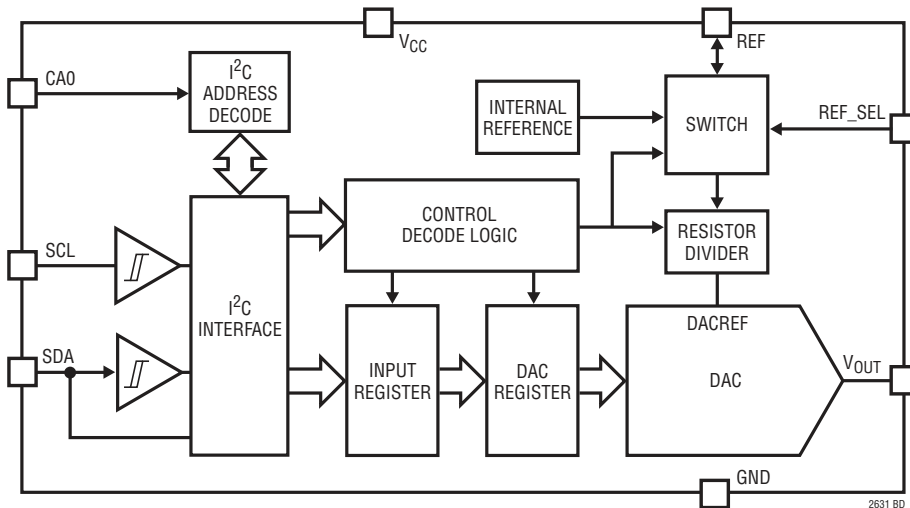 VCC
REF
CA0
I2C
ADDRESS
DECODE
INTERNAL
REFERENCE
SWITCH
REF_SEL
CONTROL
DECODE LOGIC
RESISTOR
DIVIDER
SCL
I2C
INTERFACE
SDA
INPUT
REGISTER
DAC
REGISTER
DACREF
DAC
VOUT
GND
2631 BD